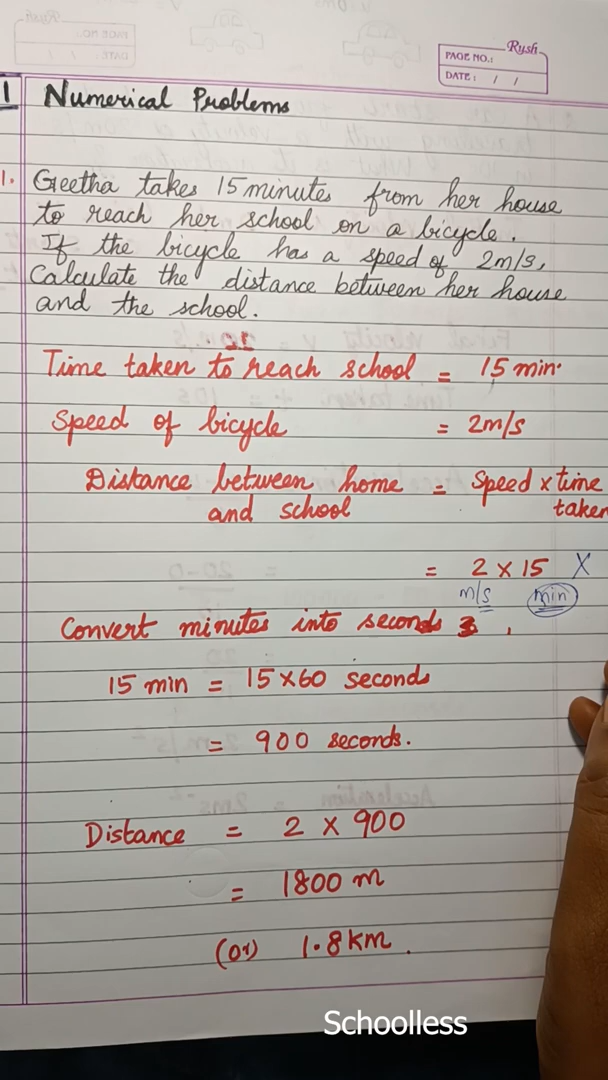 Rysh
PAGE NO.:
DATE: / /
1 Numerical Problems
1. Geetha takes 15 minutes from her house
to reach her school on a bicycle.
If the bicycle has a speed of 2m/s,
Calculate the distance between her house
and the school.
Time taken to reach school = 15 min.
Speed of bicycle = 2m/s
Distance between home = Speed × time
and school taken
= 2 × 15 X
m/s min
Convert minutes into seconds
15 min = 15×60 seconds
= 900 seconds.
Distance = 2 × 900
= 1800 m
(or) 1.8 km.
Schoolless